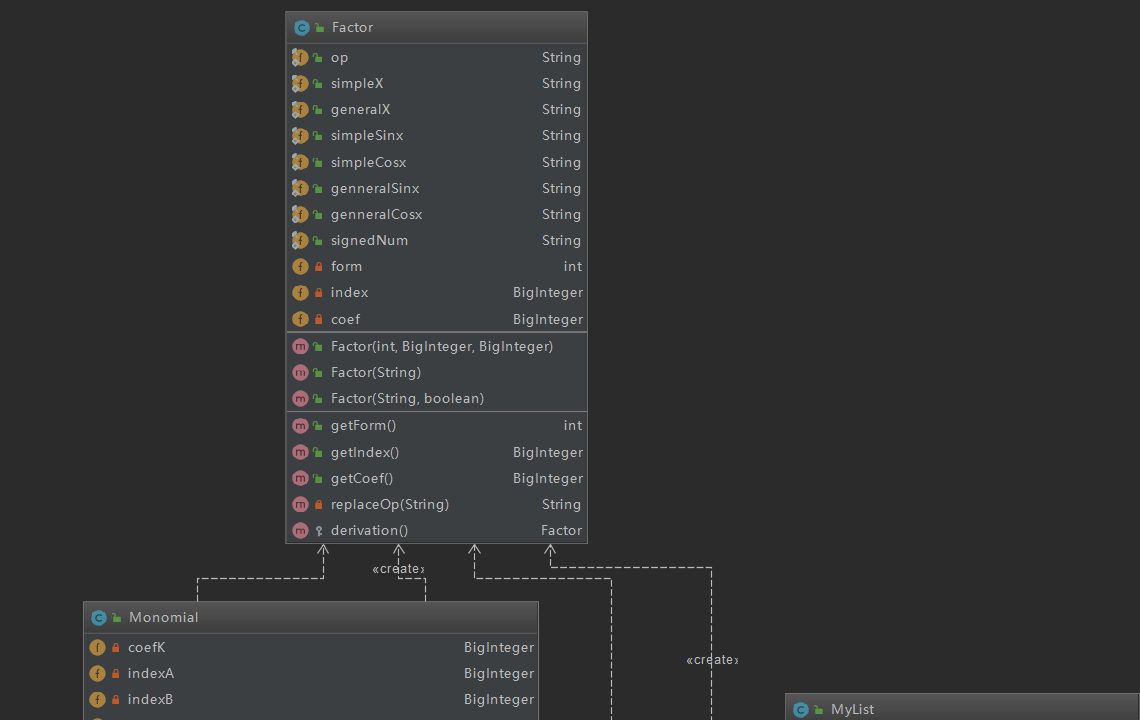 Factor
op String
simpleX String
generalX String
simpleSinx String
simpleCosx String
genneralSinx String
genneralCosx String
signedNum String
form int
index BigInteger
coef BigInteger
Factor(int, BigInteger, BigInteger)
Factor(String)
Factor(String, boolean)
getForm() int
getIndex() BigInteger
getCoef() BigInteger
replaceOp(String) String
derivation() Factor
«create»
Monomial
coefK BigInteger
indexA BigInteger
«create»
indexB BigInteger
MyList